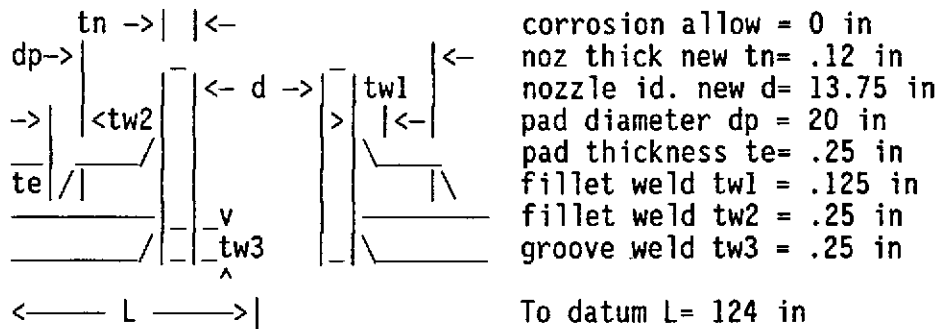 tn ->| |<- corrosion allow = 0 in
dp->| |<- noz thick new tn= .12 in
|<- d ->| |tw1 nozzle id. new d= 13.75 in
->| |<tw2 |> |<-| pad diameter dp = 20 in
pad thickness te= .25 in
te fillet weld tw1 = .125 in
v fillet weld tw2 = .25 in
tw3 groove weld tw3 = .25 in
^
<—— L ——>| To datum L= 124 in